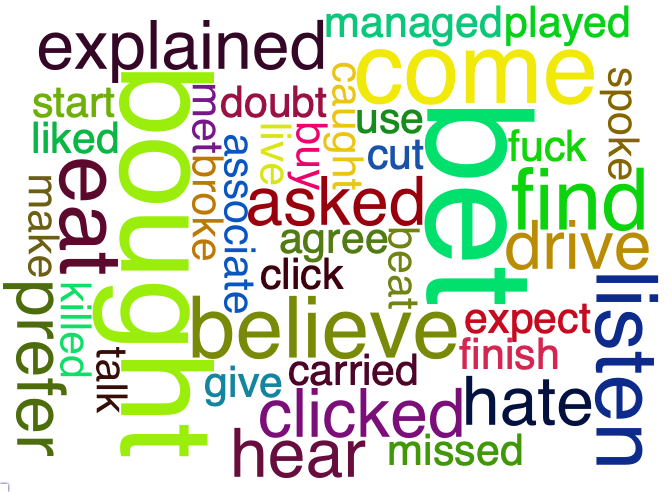 managed
played
explained
come
start
bought
met
doubt
caught
spoke
liked
live
buy
use
bet
fuck
cut
associate
broke
eat
make
asked
find
agree
beat
drive
click
prefer
killed
believe
expect
listen
talk
finish
give
carried
hate
clicked
hear
missed